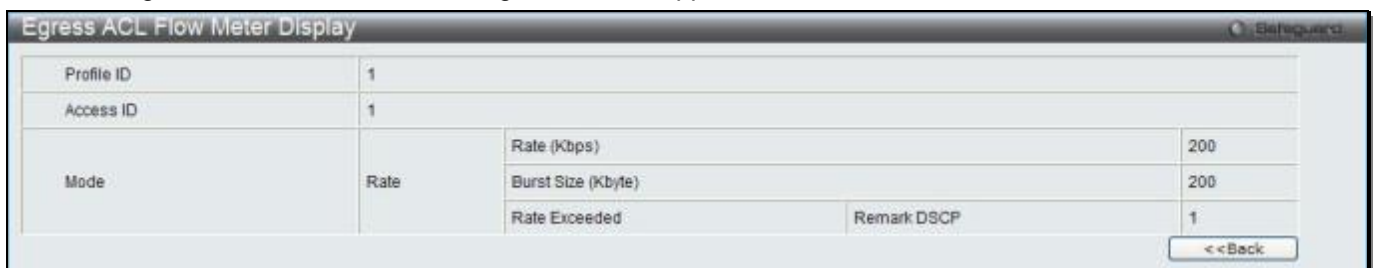 Egress ACL Flow Meter Display
Safeguard
Profile ID 1
Access ID 1
Mode Rate Rate (Kbps) 200
Burst Size (Kbyte) 200
Rate Exceeded Remark DSCP 1
<<Back